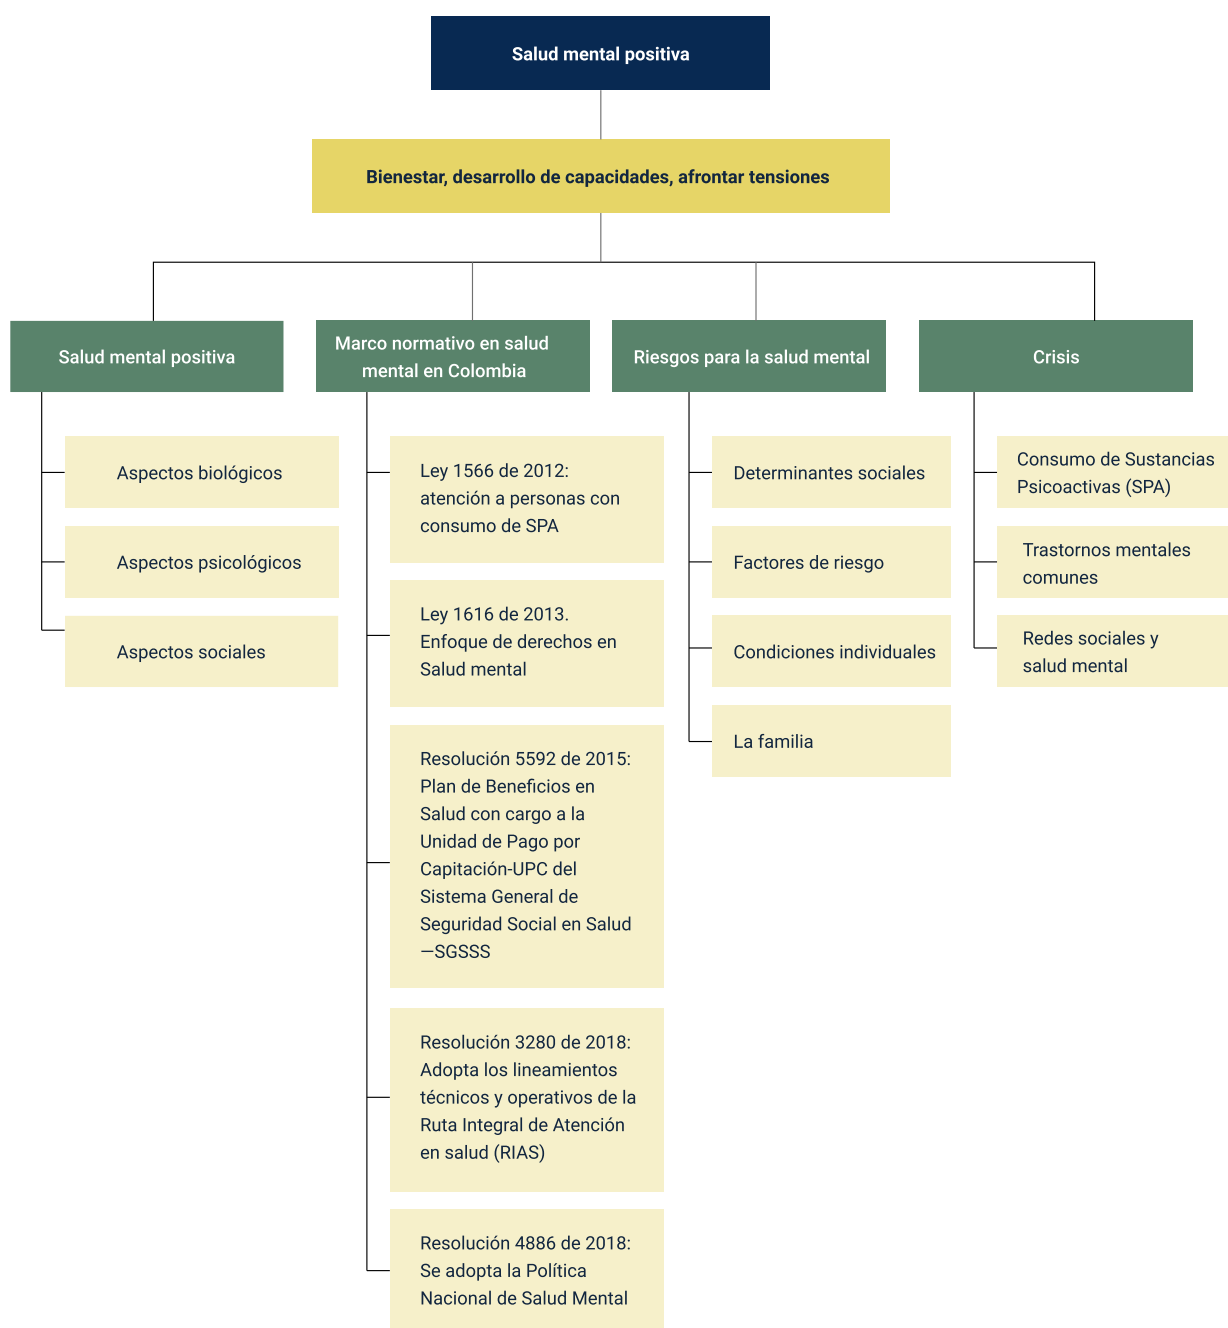 Salud mental positiva
Bienestar, desarrollo de capacidades, afrontar tensiones
Salud mental positiva
Aspectos biológicos
Aspectos psicológicos
Aspectos sociales
Marco normativo en salud
mental en Colombia
Ley 1566 de 2012:
atención a personas con
consumo de SPA
Ley 1616 de 2013.
Enfoque de derechos en
Salud mental
Resolución 5592 de 2015:
Plan de Beneficios en
Salud con cargo a la
Unidad de Pago por
Capitación-UPC del
Sistema General de
Seguridad Social en Salud
—SGSSS
Resolución 3280 de 2018:
Adopta los lineamientos
técnicos y operativos de la
Ruta Integral de Atención
en salud (RIAS)
Resolución 4886 de 2018:
Se adopta la Política
Nacional de Salud Mental
Riesgos para la salud mental
Determinantes sociales
Factores de riesgo
Condiciones individuales
La familia
Crisis
Consumo de Sustancias
Psicoactivas (SPA)
Trastornos mentales
comunes
Redes sociales y
salud mental